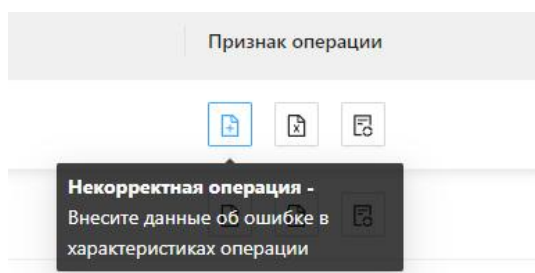 Признак операции
Некорректная операция -
Внесите данные об ошибке в
характеристиках операции